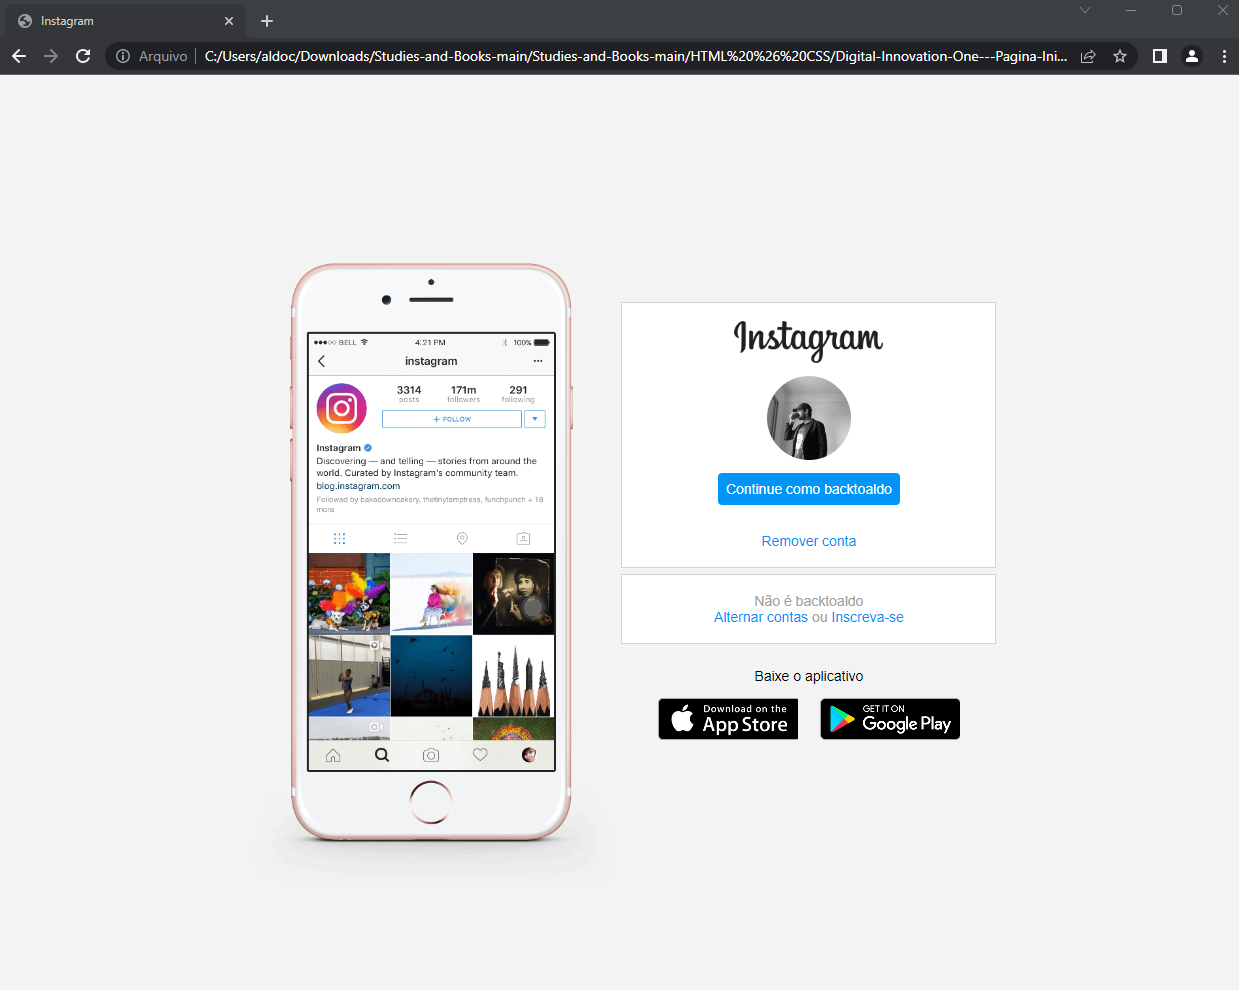 Instagram
Arquivo
C:/Users/aldoc/Downloads/Studies-and-Books-main/Studies-and-Books-main/HTML%20%26%20CSS/Digital-Innovation-One---Pagina-Ini...
BELL 4:21 PM 100%
instagram
3314 171m 291
posts followers following
+ FOLLOW
Instagram
Discovering — and telling — stories from around the
world. Curated by Instagram's community team.
blog.instagram.com
Followed by bakedowncakery, thetinytemptress, funchpunch + 18
more
Instagram
Continue como backtoaldo
Remover conta
Não é backtoaldo
Alternar contas ou Inscreva-se
Baixe o aplicativo
Download on the
App Store
GET IT ON
Google Play